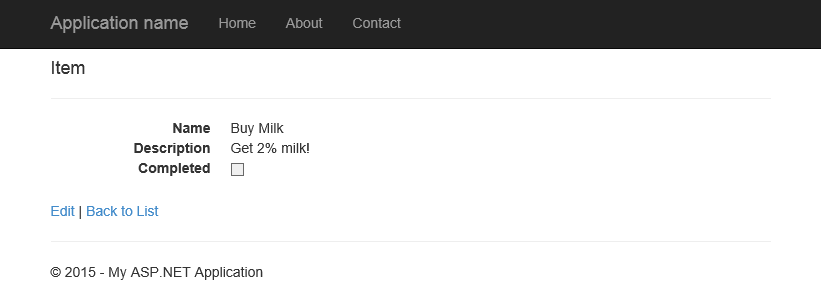 Application name Home About Contact
Item
Name Buy Milk
Description Get 2% milk!
Completed
Edit | Back to List
© 2015 - My ASP.NET Application